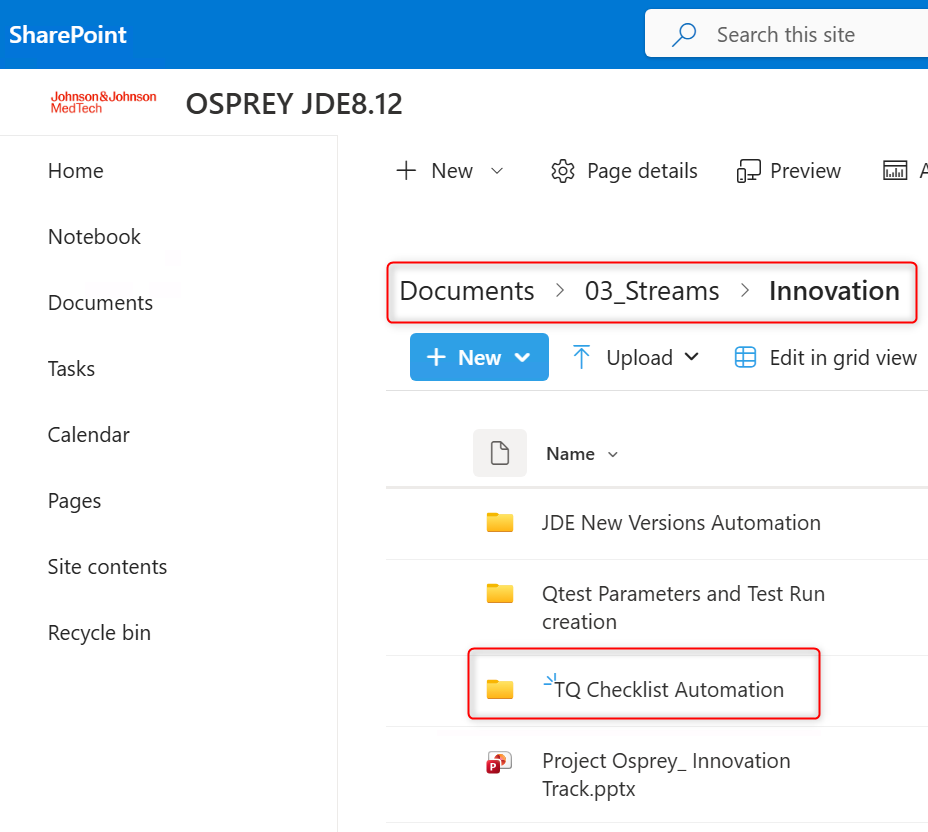 SharePoint
Search this site
Johnson&Johnson
MedTech
OSPREY JDE8.12
Home
Notebook
Documents
Tasks
Calendar
Pages
Site contents
Recycle bin
New
Page details
Preview
A
Documents > 03_Streams > Innovation
New
Upload
Edit in grid view
Name
JDE New Versions Automation
Qtest Parameters and Test Run
creation
TQ Checklist Automation
Project Osprey_ Innovation
Track.pptx